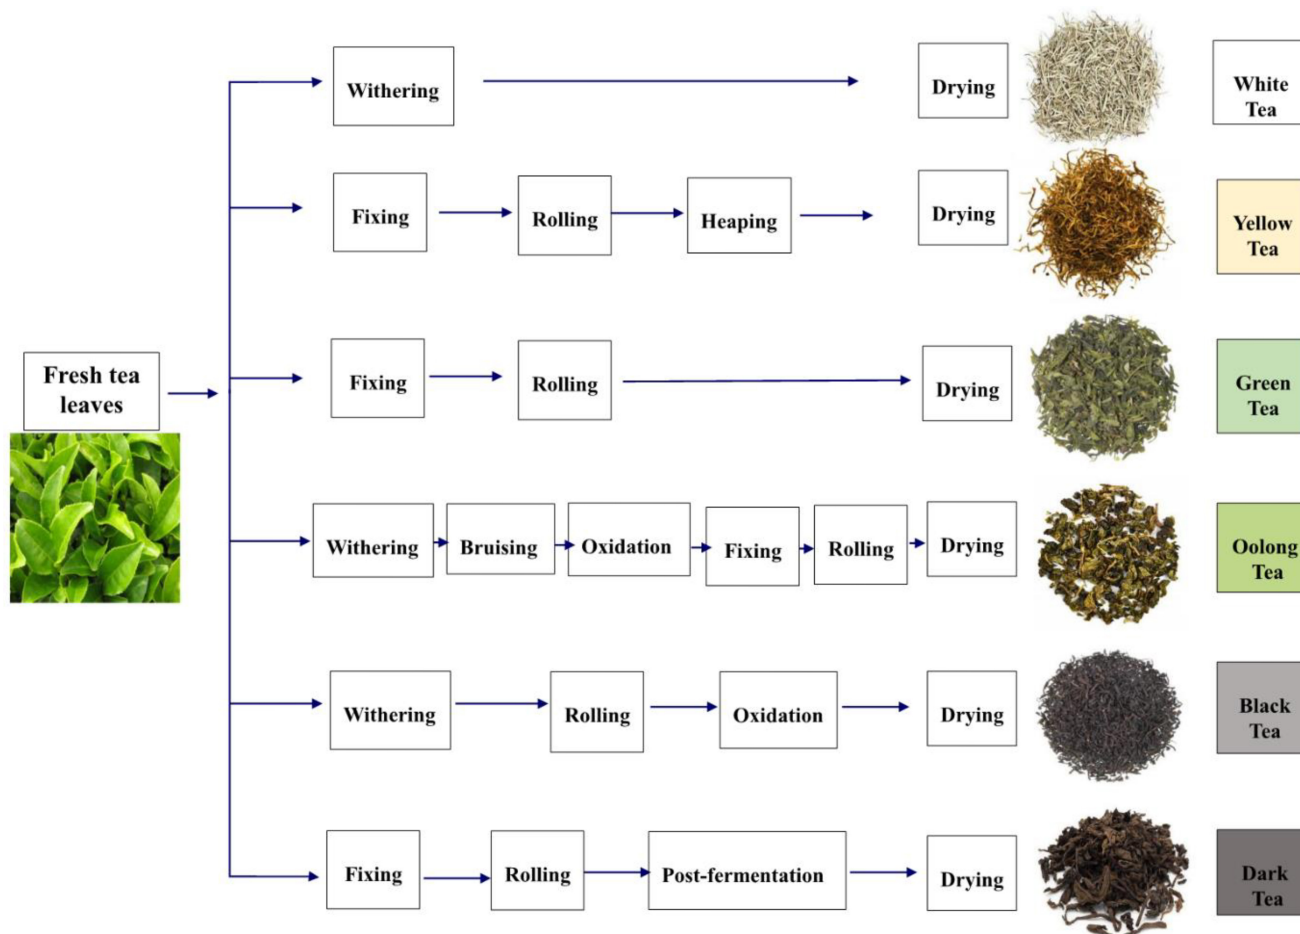 Withering
Drying
White
Tea
Fixing
Rolling
Heaping
Drying
Yellow
Tea
Fresh tea
leaves
Fixing
Rolling
Drying
Green
Tea
Withering
Bruising
Oxidation
Fixing
Rolling
Drying
Oolong
Tea
Withering
Rolling
Oxidation
Drying
Black
Tea
Fixing
Rolling
Post-fermentation
Drying
Dark
Tea